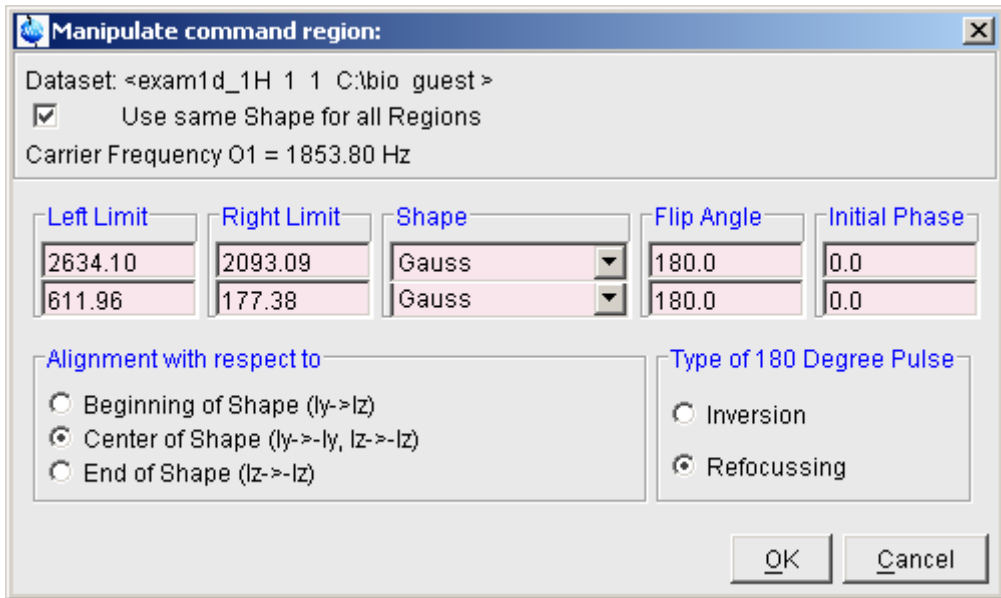 Manipulate command region:
Dataset: <exam1d_1H 1 1 C:\bio guest >
Use same Shape for all Regions
Carrier Frequency O1 = 1853.80 Hz
Left Limit Right Limit Shape Flip Angle Initial Phase
2634.10 2093.09 Gauss 180.0 0.0
611.96 177.38 Gauss 180.0 0.0
Alignment with respect to Type of 180 Degree Pulse
Beginning of Shape (Iy->Iz)
Inversion
Center of Shape (Iy->-Iy, Iz->-Iz)
Refocussing
End of Shape (Iz->-Iz)
OK Cancel